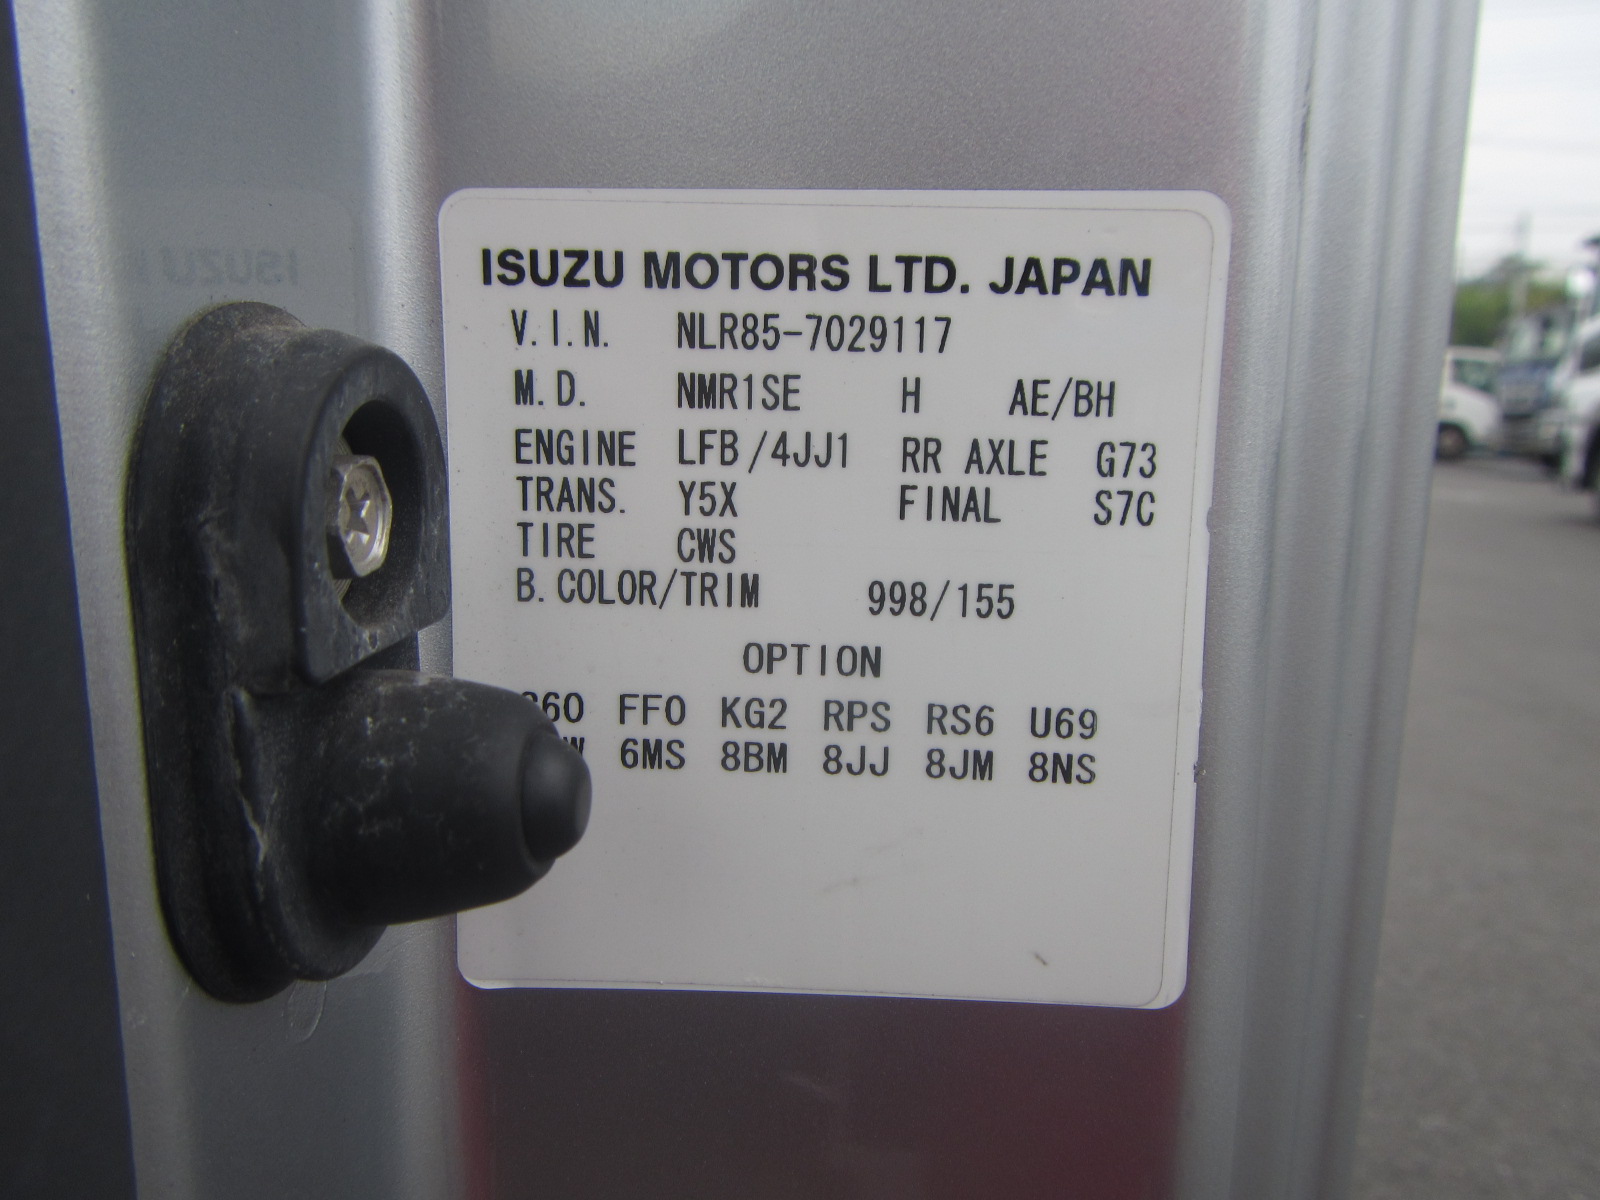 ISUZU MOTORS LTD. JAPAN
V.I.N. NLR85-7029117
M.D. NMR1SE H AE/BH
ENGINE LFB/4JJ1 RR AXLE G73
TRANS. Y5X FINAL S7C
TIRE CWS
B.COLOR/TRIM 998/155
OPTION
FF0 KG2 RPS RS6 U69
6MS 8BM 8JJ 8JM 8NS